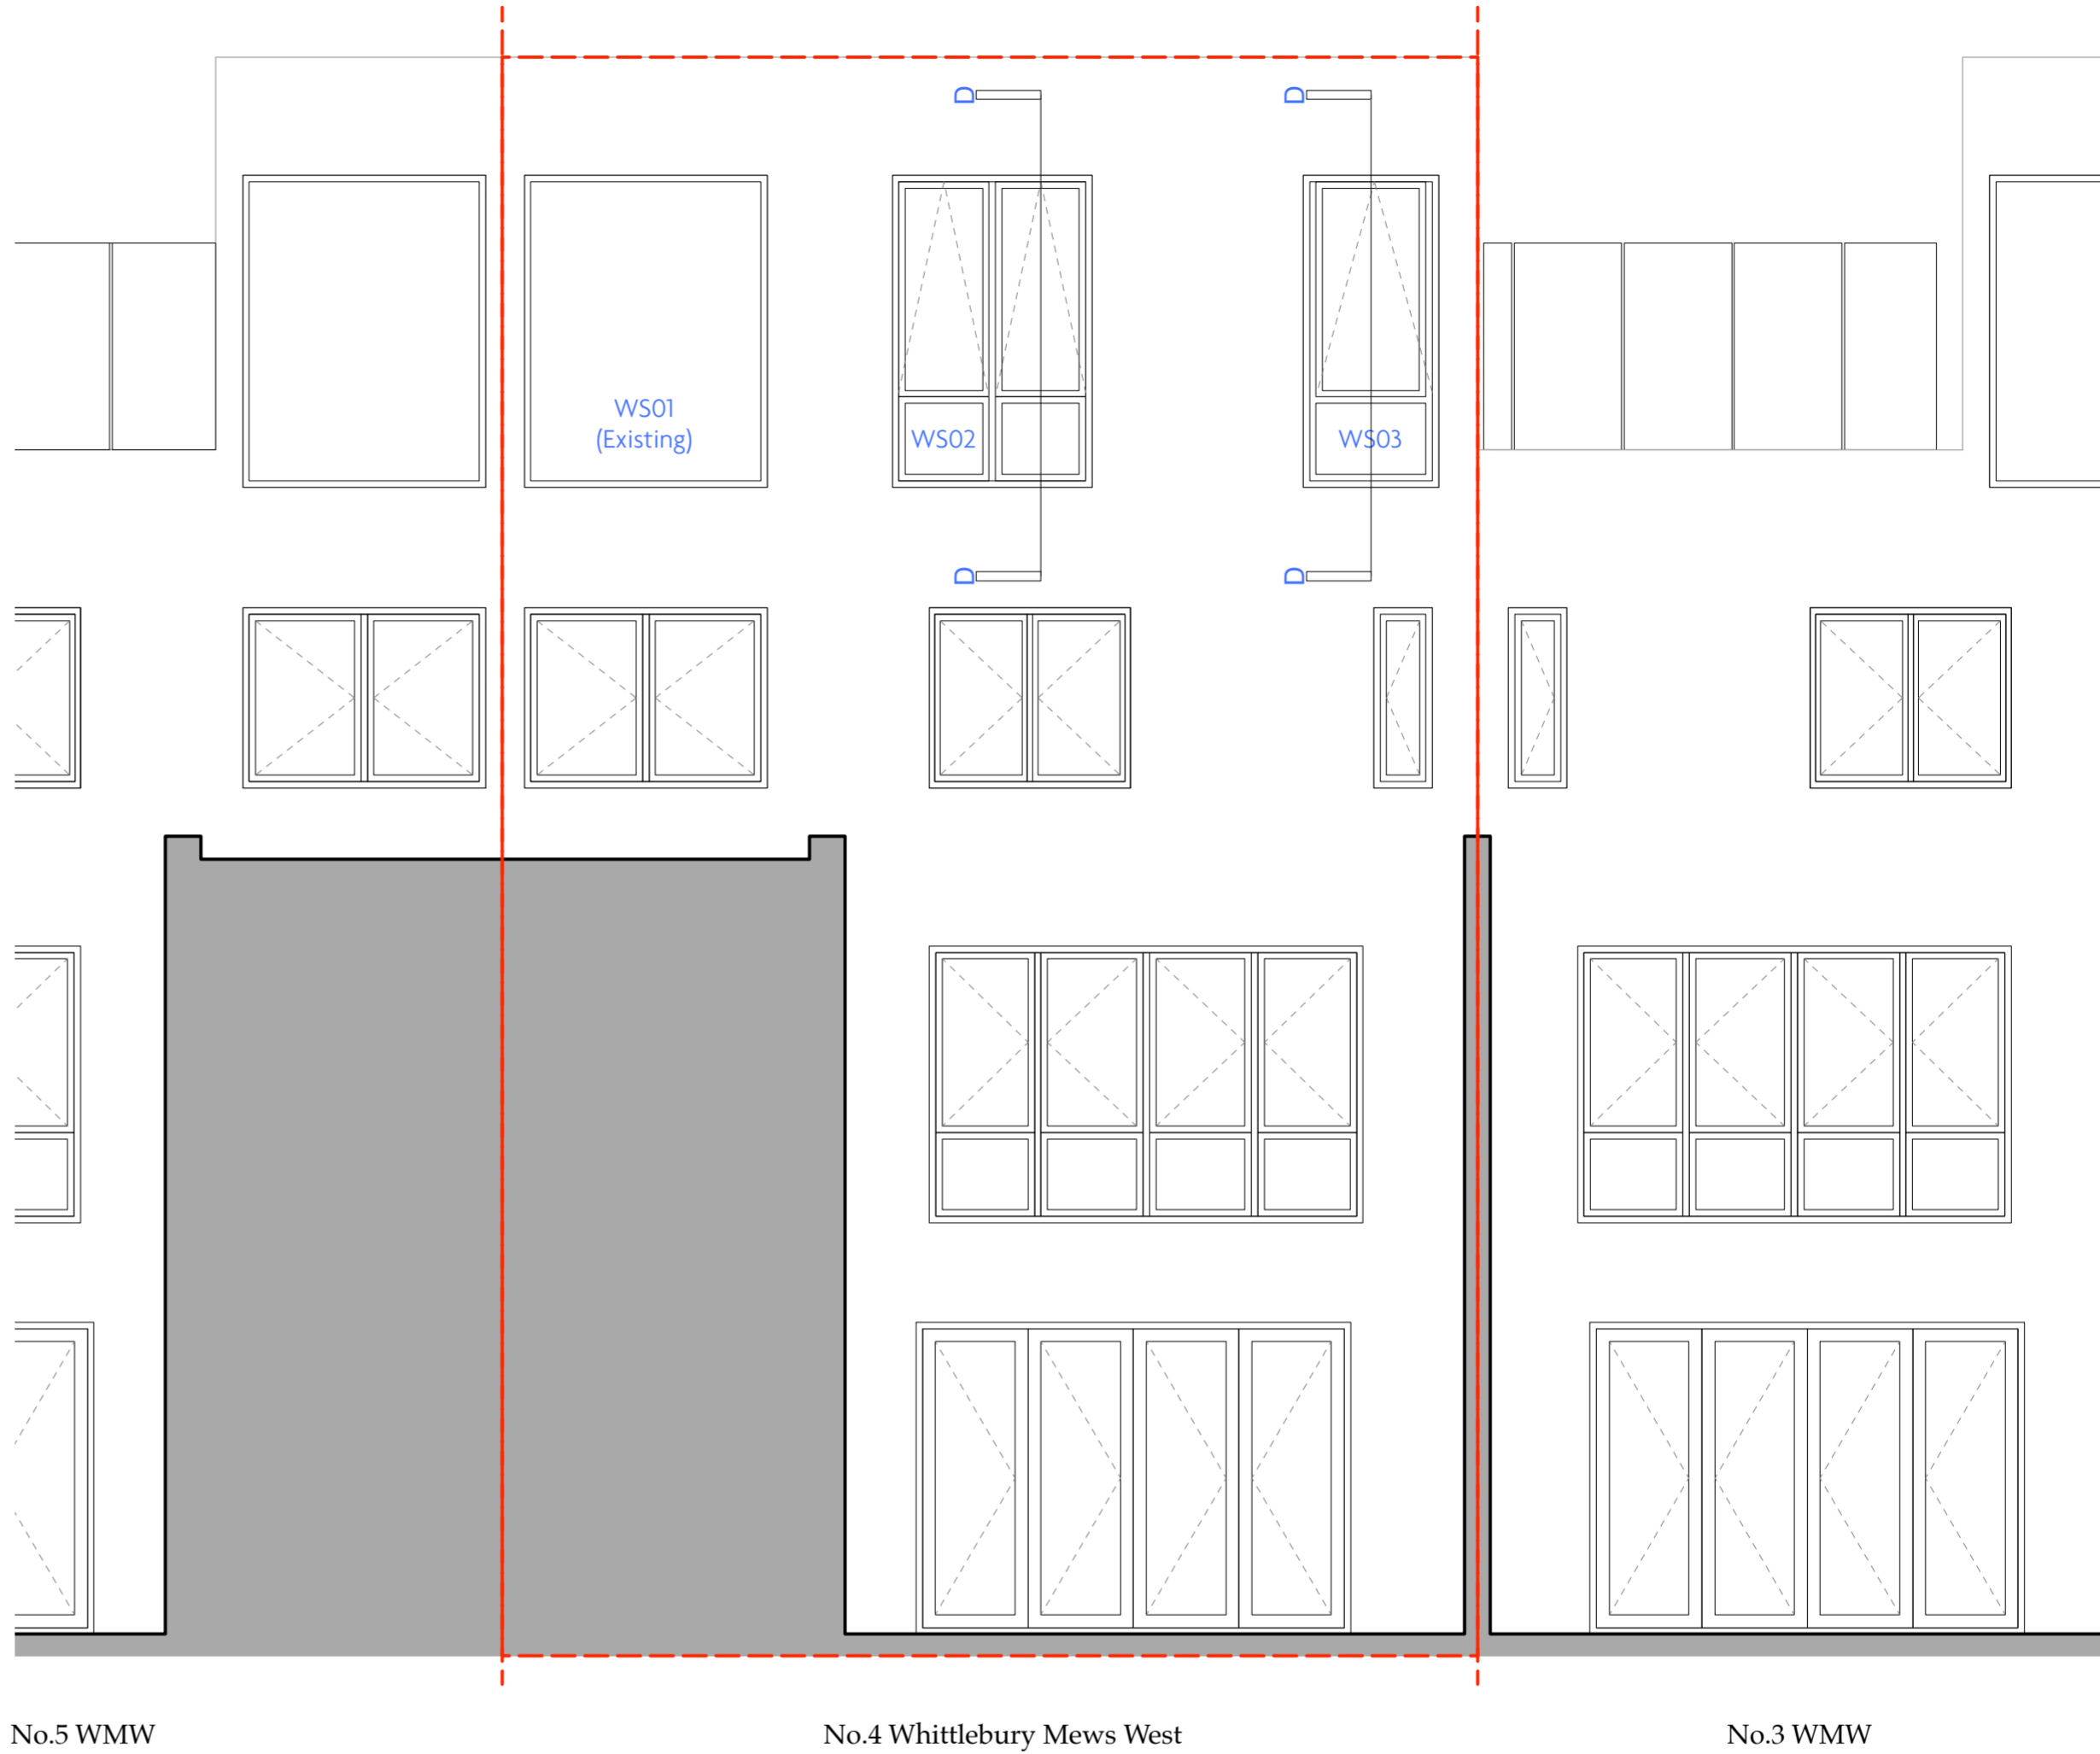 D
D
WS01
(Existing)
WS02
WS03
D
D
No.5 WMW
No.4 Whittlebury Mews West
No.3 WMW